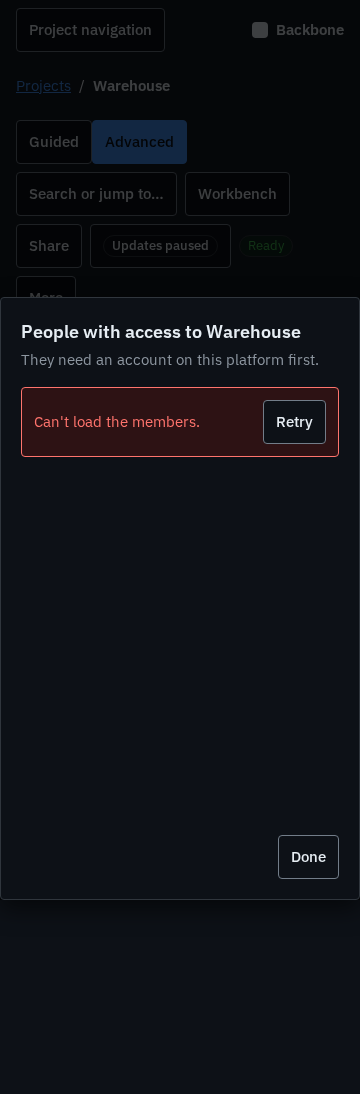 Project navigation
Backbone
Projects / Warehouse
Guided Advanced
Search or jump to... Workbench
Share Updates paused Ready
More
People with access to Warehouse
They need an account on this platform first.
Can't load the members. Retry
Done